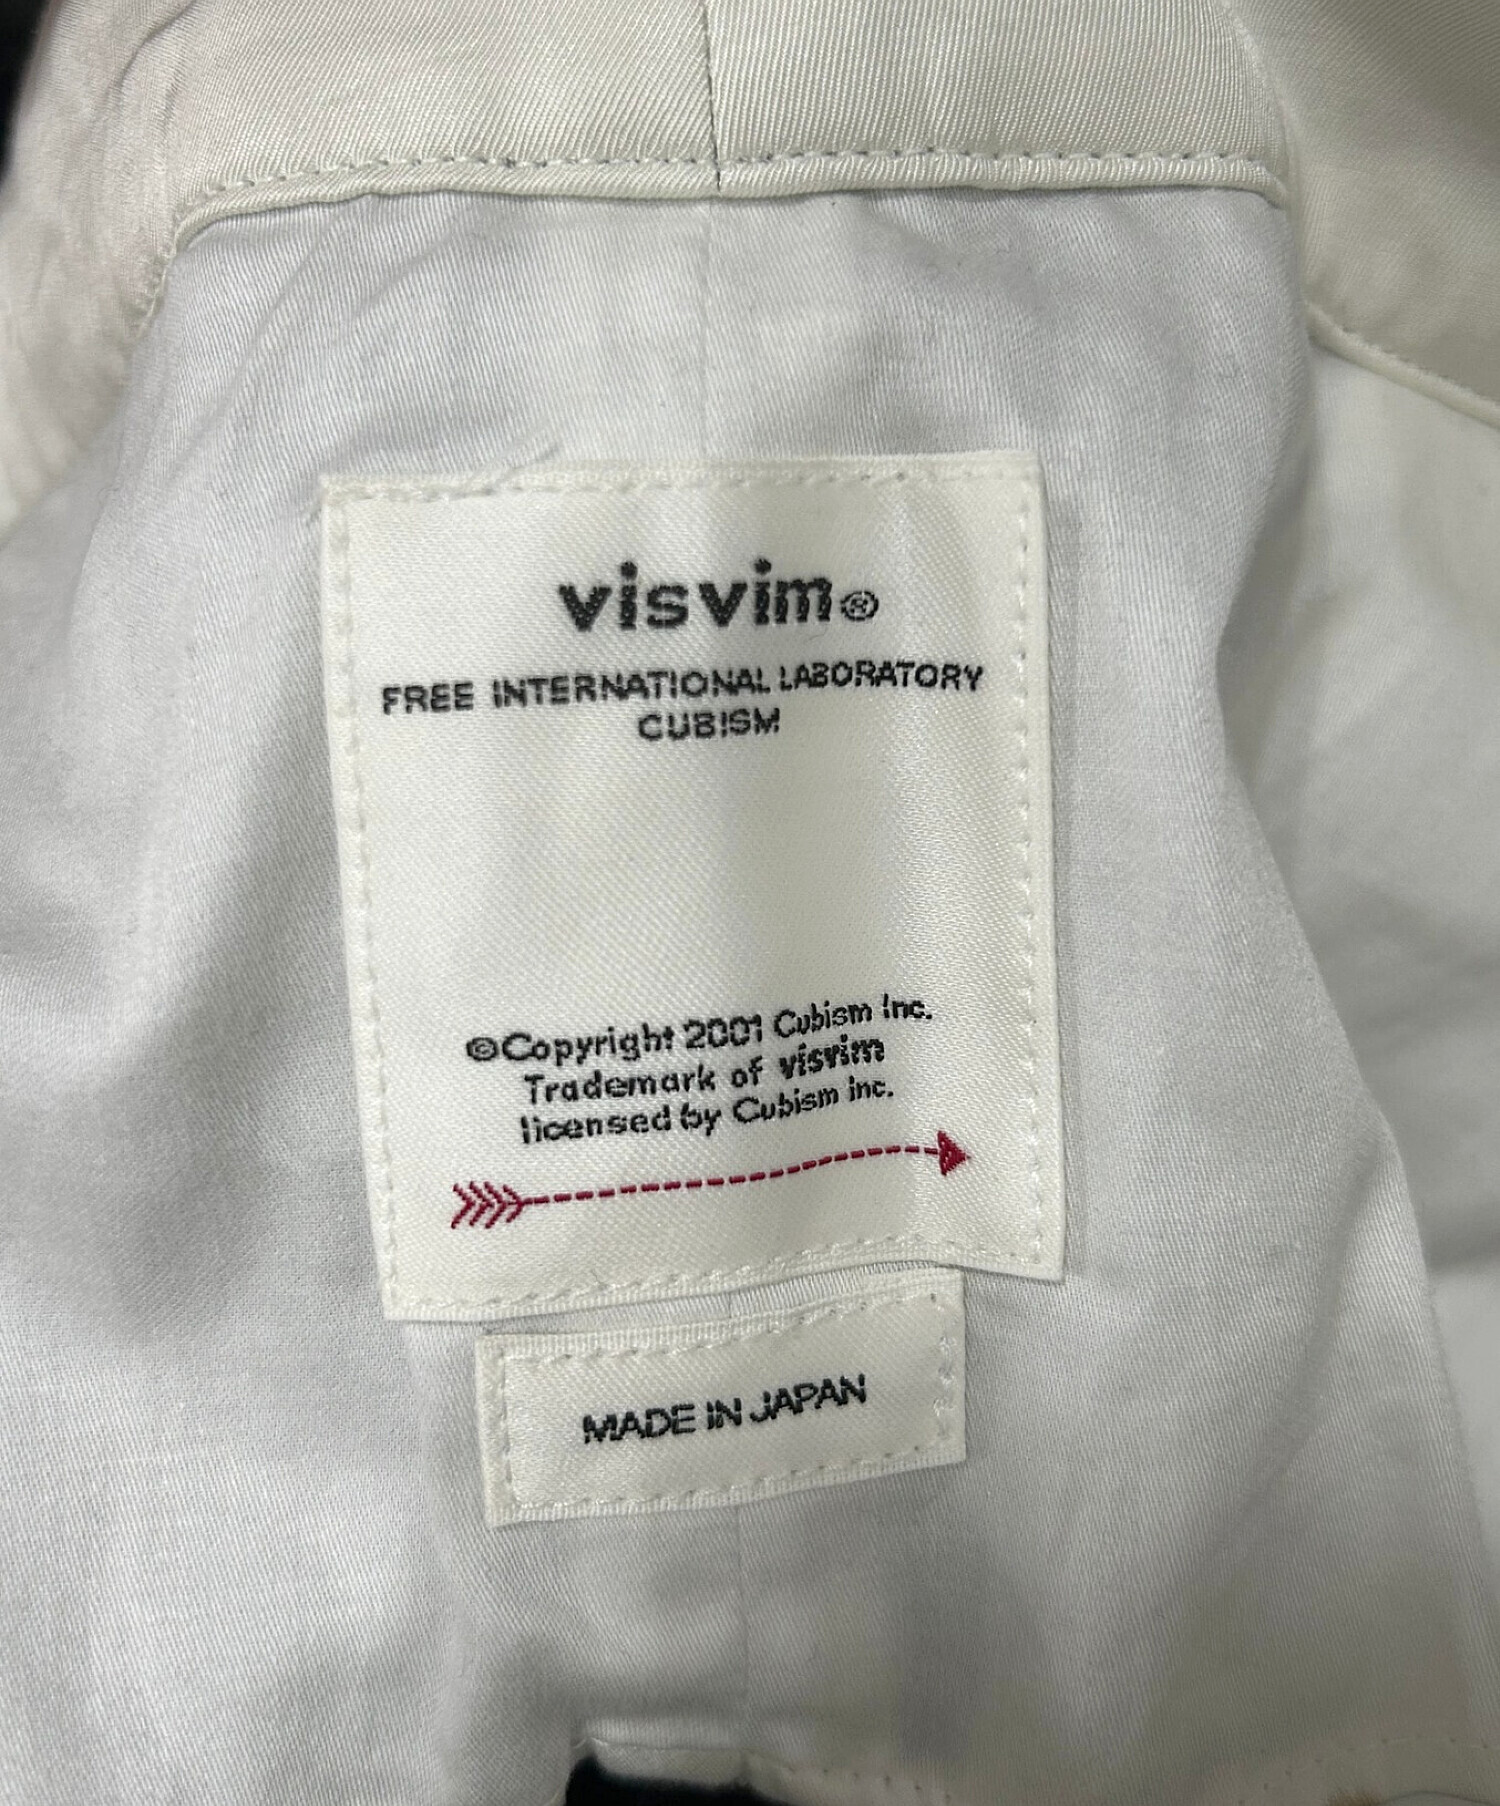 visvim®
FREE INTERNATIONAL LABORATORY
CUBISM
©Copyright 2001 Cubism Inc.
Trademark of visvim
licensed by Cubism inc.
MADE IN JAPAN